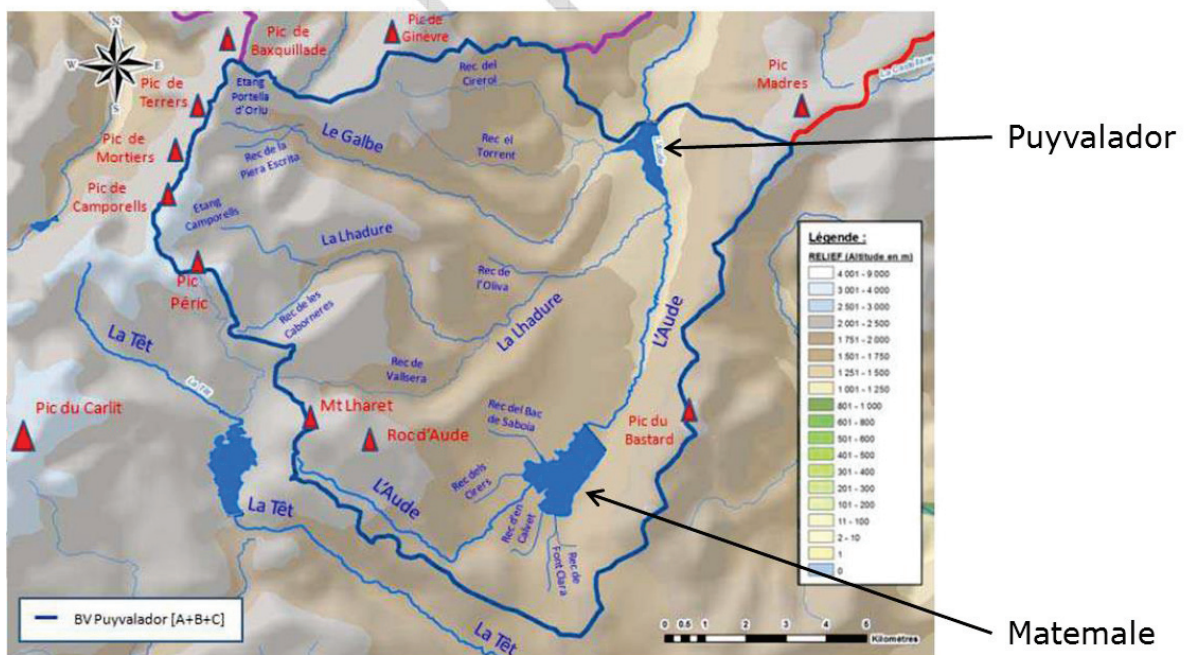 N
W
E
S
Pic de
Baxquillade
Pic de
Ginèvre
Pic de
Terrers
Etang
Portella
d'Orlu
Rec del
Cirerol
Pic
Madres
Puyvalador
Le Galbe
Rec el
Torrent
L'Aude
Pic de
Mortiers
Rec de la
Piera Escrita
Pic de
Camporells
Etang
Camporells
La Lhadure
Légende :
RELIEF (Altitude en m)
4 001 - 9 000
3 001 - 4 000
2 501 - 3 000
2 001 - 2 500
1 751 - 2 000
1 501 - 1 750
1 251 - 1 500
1 001 - 1 250
801 - 1 000
601 - 800
501 - 600
401 - 500
301 - 400
201 - 300
101 - 200
11 - 100
2 - 10
1
0
Pic
Péric
Rec de
l'Oliva
Rec de les
Caborneres
La Lhadure
L'Aude
La Têt
La Têt
Rec de
Vallsera
Pic du Carlit
Mt Lharet
Roc d'Aude
Rec del Bac
de Saboia
Pic du
Bastard
Rec dels
Cirers
L'Aude
La Têt
Rec d'en
Calvet
Rec de
Font Clara
BV Puyvalador [A+B+C]
La Têt
0 0.5 1 2 3 4 5
Kilomètres
Matemale